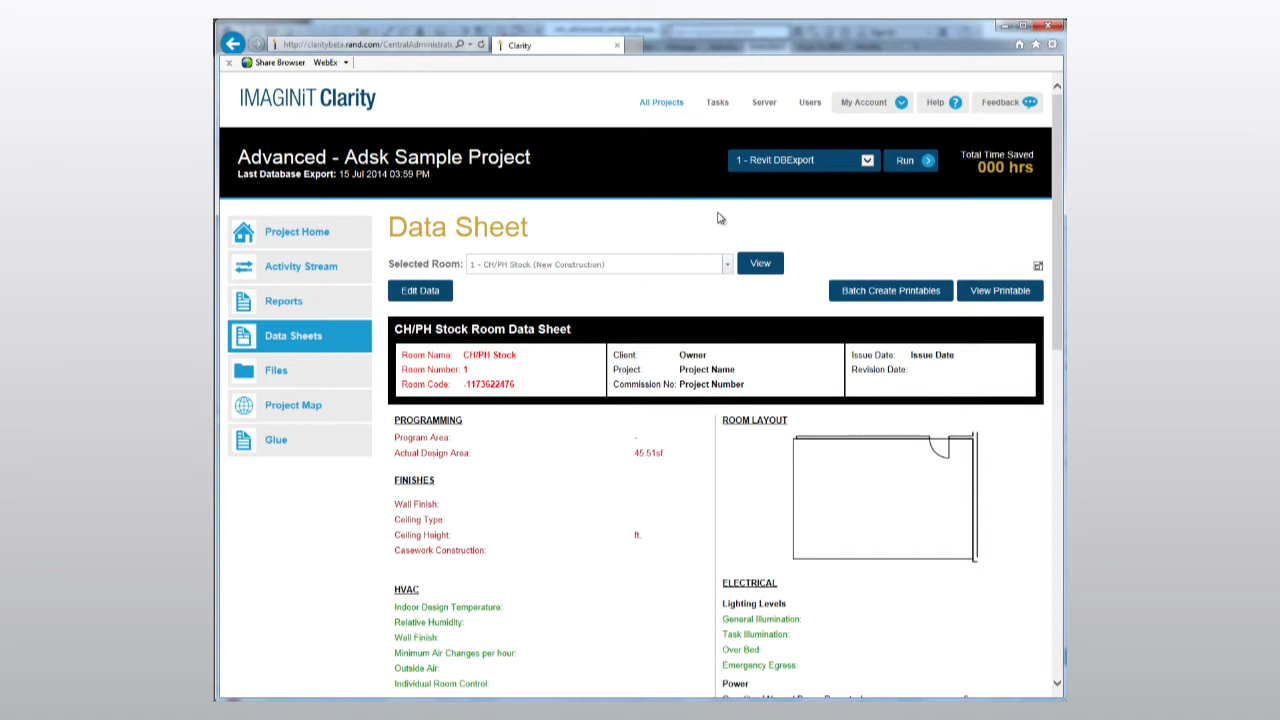 http://claritybeta.rand.com/CentralAdministrati
Clarity
Share Browser WebEx
IMAGINiT Clarity
All Projects Tasks Server Users My Account Help ? Feedback
Advanced - Adsk Sample Project
Last Database Export: 15 Jul 2014 03:59 PM
1 - Revit DBExport
Run
Total Time Saved
000 hrs
Project Home
Activity Stream
Reports
Data Sheets
Files
Project Map
Glue
Data Sheet
Selected Room: 1 - CH/PH Stock (New Construction) View
Edit Data
Batch Create Printables View Printable
CH/PH Stock Room Data Sheet
Room Name: CH/PH Stock
Room Number: 1
Room Code: -1173622476
Client: Owner
Project: Project Name
Commission No: Project Number
Issue Date: Issue Date
Revision Date:
PROGRAMMING
Program Area: -
Actual Design Area: 45.51sf
FINISHES
Wall Finish:
Ceiling Type:
Ceiling Height: ft.
Casework Construction:
HVAC
Indoor Design Temperature:
Relative Humidity:
Wall Finish:
Minimum Air Changes per hour:
Outside Air:
Individual Room Control:
ROOM LAYOUT
ELECTRICAL
Lighting Levels
General Illumination:
Task Illumination:
Over Bed:
Emergency Egress:
Power